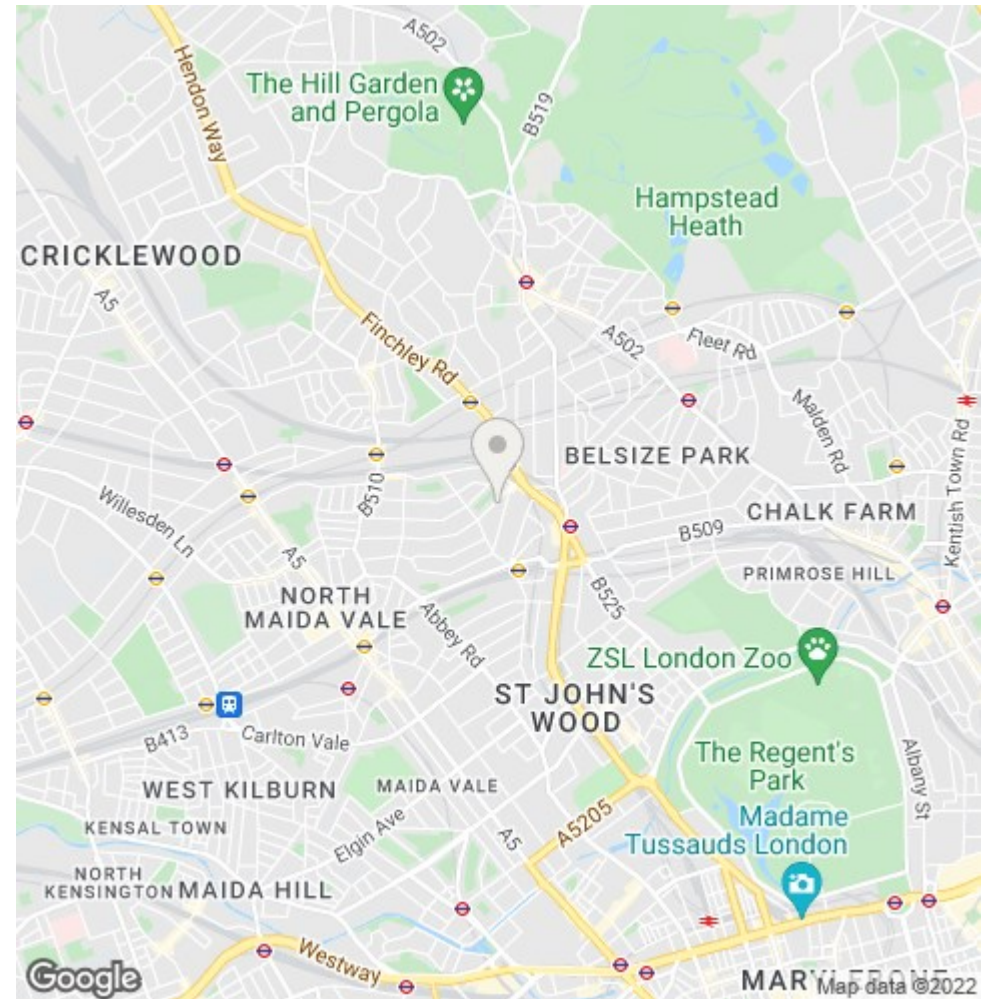 A502
The Hill Garden
and Pergola
B519
Hendon Way
Hampstead
Heath
CRICKLEWOOD
A5
Finchley Rd
A502
Fleet Rd
Malden Rd
Kentish Town Rd
BELSIZE PARK
B510
Willesden Ln
A5
CHALK FARM
B509
PRIMROSE HILL
NORTH
MAIDA VALE
Abbey Rd
B525
ZSL London Zoo
ST JOHN'S
WOOD
B413
Carlton Vale
The Regent's
Park
Albany St
WEST KILBURN
MAIDA VALE
Madame
Tussauds London
KENSAL TOWN
Elgin Ave
A5
A5205
NORTH
KENSINGTON
MAIDA HILL
Westway
MARYLEBONE
Google
Map data ©2022